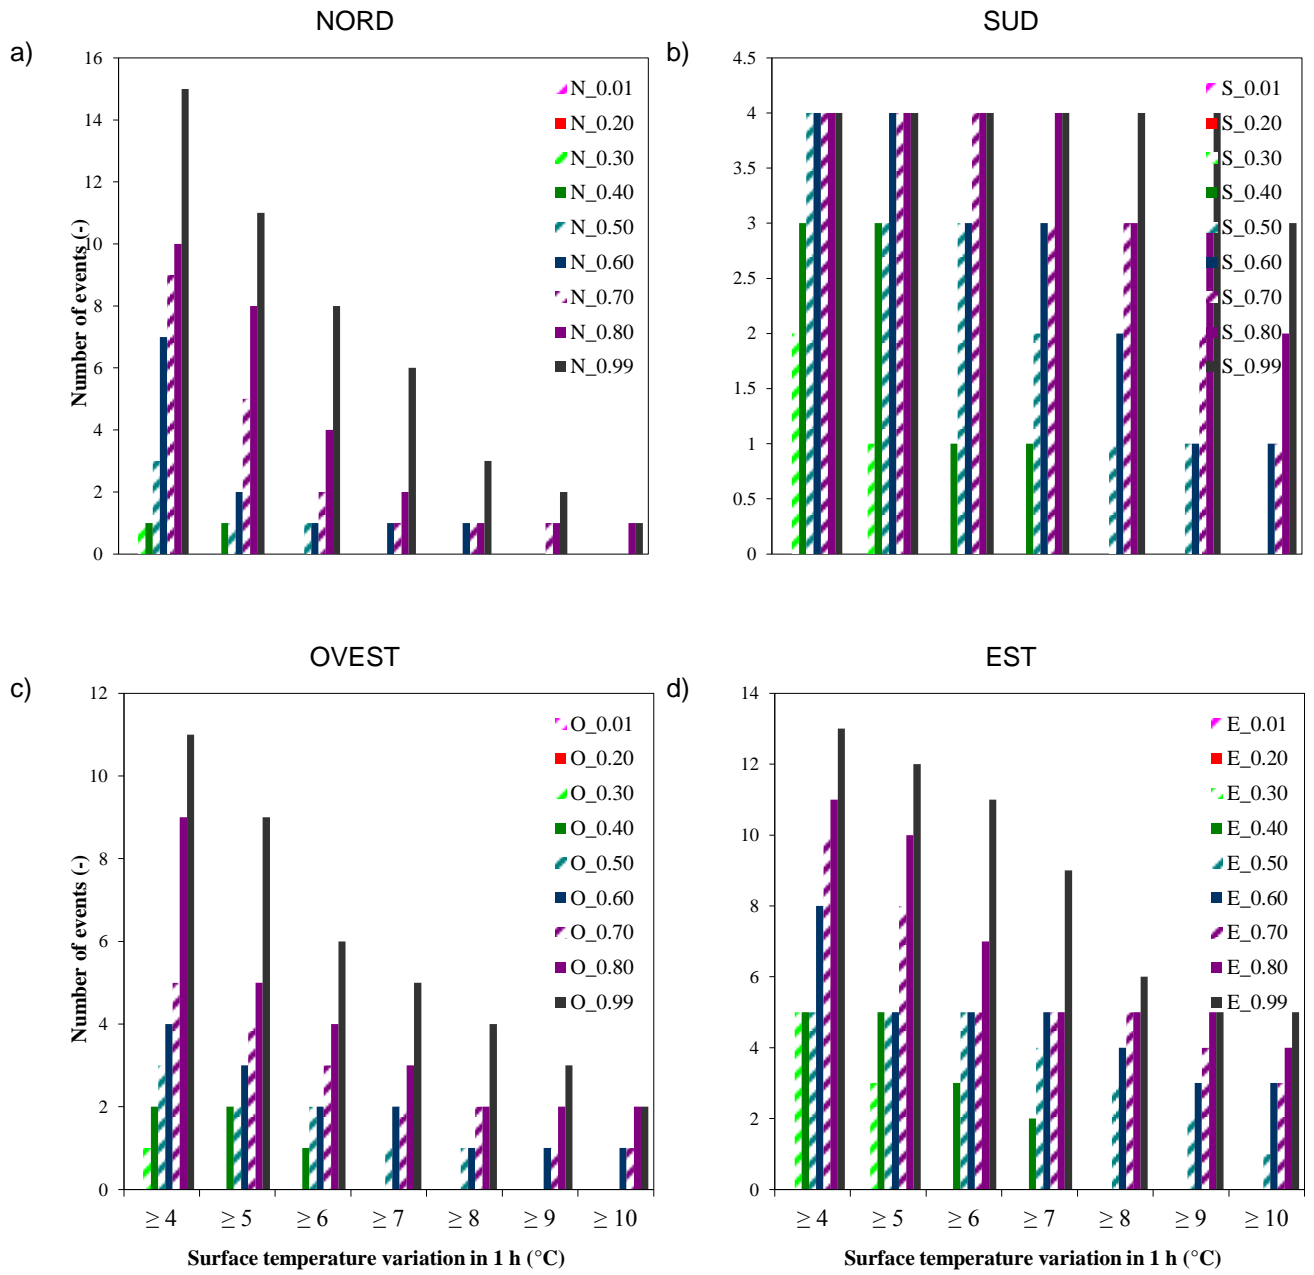 NORD
a)
16
14
12
10
8
6
4
2
0
Number of events (-)
N_0.01
N_0.20
N_0.30
N_0.40
N_0.50
N_0.60
N_0.70
N_0.80
N_0.99
SUD
b)
4.5
4
3.5
3
2.5
2
1.5
1
0.5
0
S_0.01
S_0.20
S_0.30
S_0.40
S_0.50
S_0.60
S_0.70
S_0.80
S_0.99
OVEST
c)
12
10
8
6
4
2
0
Number of events (-)
O_0.01
O_0.20
O_0.30
O_0.40
O_0.50
O_0.60
O_0.70
O_0.80
O_0.99
≥ 4 ≥ 5 ≥ 6 ≥ 7 ≥ 8 ≥ 9 ≥ 10
Surface temperature variation in 1 h (°C)
EST
d)
14
12
10
8
6
4
2
0
E_0.01
E_0.20
E_0.30
E_0.40
E_0.50
E_0.60
E_0.70
E_0.80
E_0.99
≥ 4 ≥ 5 ≥ 6 ≥ 7 ≥ 8 ≥ 9 ≥ 10
Surface temperature variation in 1 h (°C)